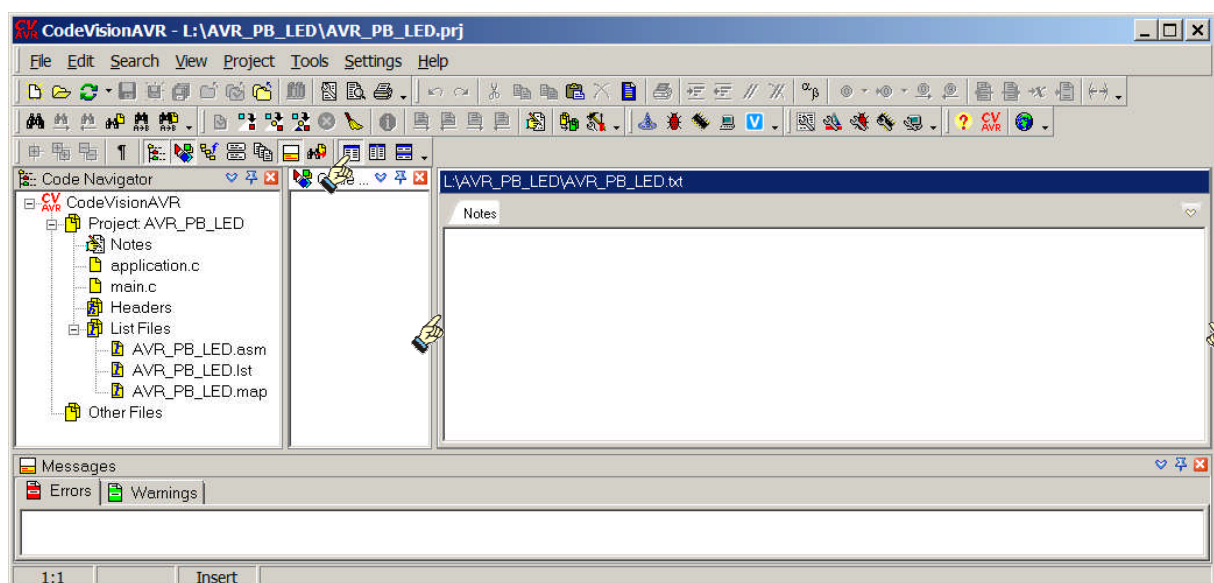 CV AVR CodeVisionAVR - L:\AVR_PB_LED\AVR_PB_LED.prj
File Edit Search View Project Tools Settings Help
Code Navigator
CodeVisionAVR
Project: AVR_PB_LED
Notes
application.c
main.c
Headers
List Files
AVR_PB_LED.asm
AVR_PB_LED.lst
AVR_PB_LED.map
Other Files
L:\AVR_PB_LED\AVR_PB_LED.txt
Notes
Messages
Errors Warnings
1:1 Insert